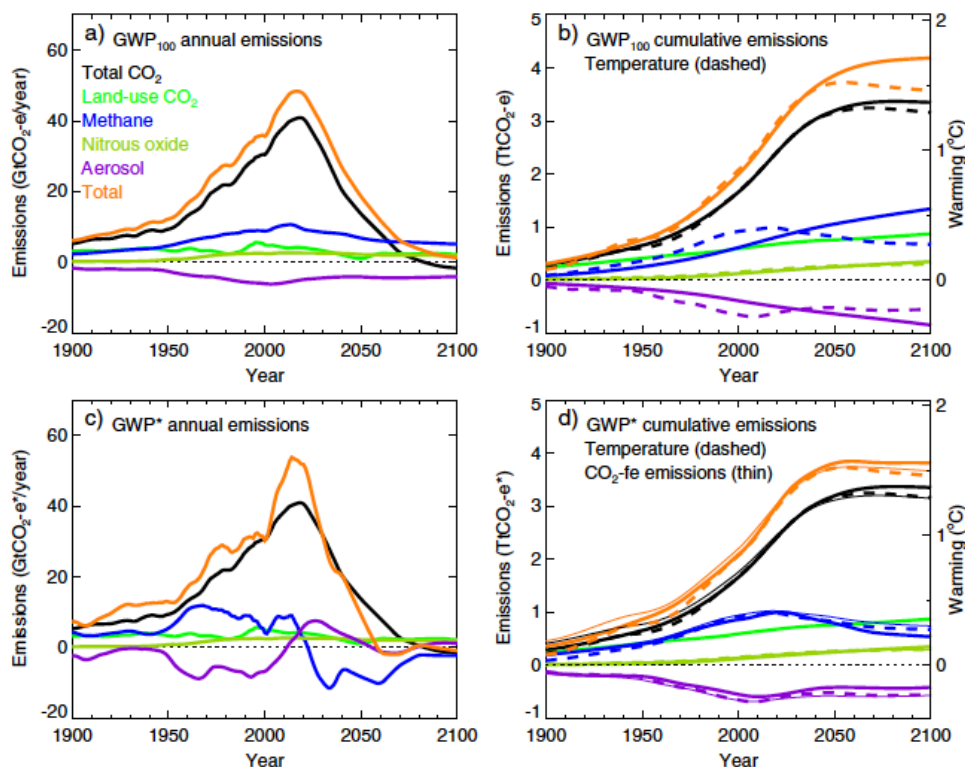 a) GWP₁₀₀ annual emissions
Total CO₂
Land-use CO₂
Methane
Nitrous oxide
Aerosol
Total
Emissions (GtCO₂-e/year)
60
40
20
0
-20
1900
1950
2000
2050
2100
Year
b) GWP₁₀₀ cumulative emissions
Temperature (dashed)
Emissions (TtCO₂-e)
5
4
3
2
1
0
-1
2
1
0
Warming (°C)
1900
1950
2000
2050
2100
Year
c) GWP* annual emissions
Emissions (GtCO₂-e*/year)
60
40
20
0
-20
1900
1950
2000
2050
2100
Year
d) GWP* cumulative emissions
Temperature (dashed)
CO₂-fe emissions (thin)
Emissions (TtCO₂-e*)
5
4
3
2
1
0
-1
2
1
0
Warming (°C)
1900
1950
2000
2050
2100
Year